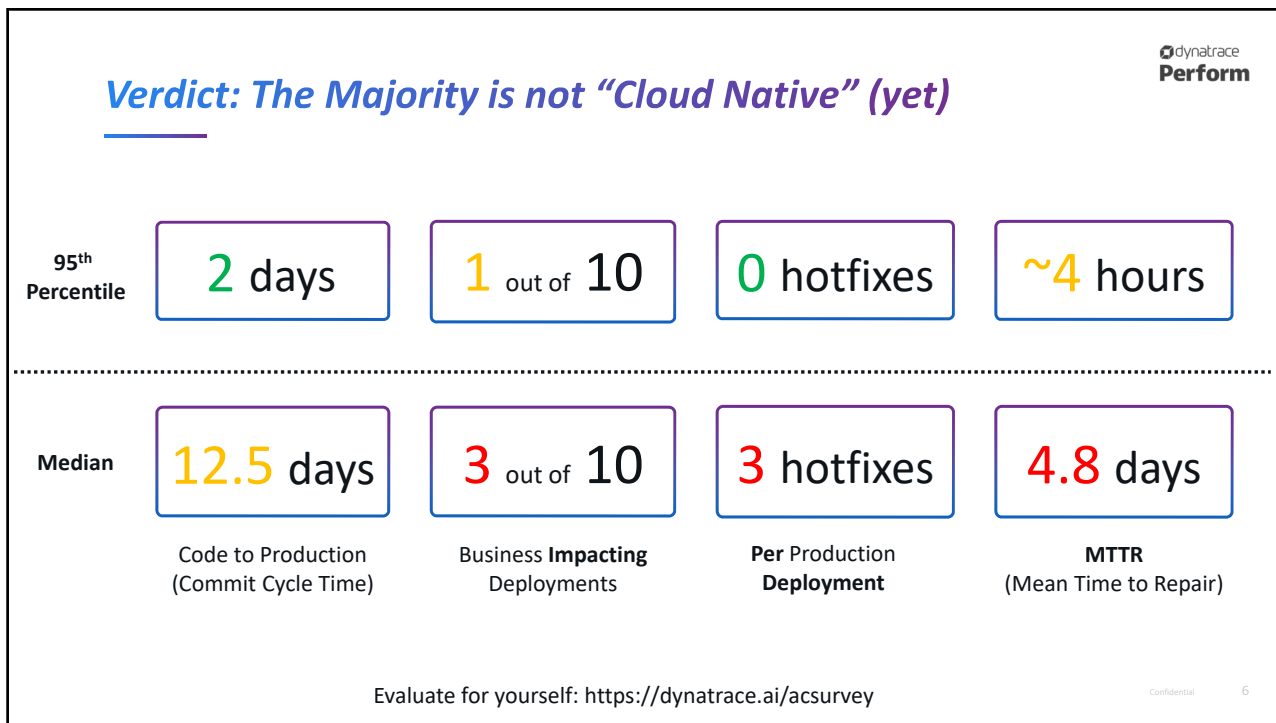 dynatrace
Perform
Verdict: The Majority is not “Cloud Native” (yet)
95th
Percentile
2 days
1 out of 10
0 hotfixes
~4 hours
Median
12.5 days
3 out of 10
3 hotfixes
4.8 days
Code to Production
(Commit Cycle Time)
Business Impacting
Deployments
Per Production
Deployment
MTTR
(Mean Time to Repair)
Evaluate for yourself: https://dynatrace.ai/acsurvey
Confidential
6